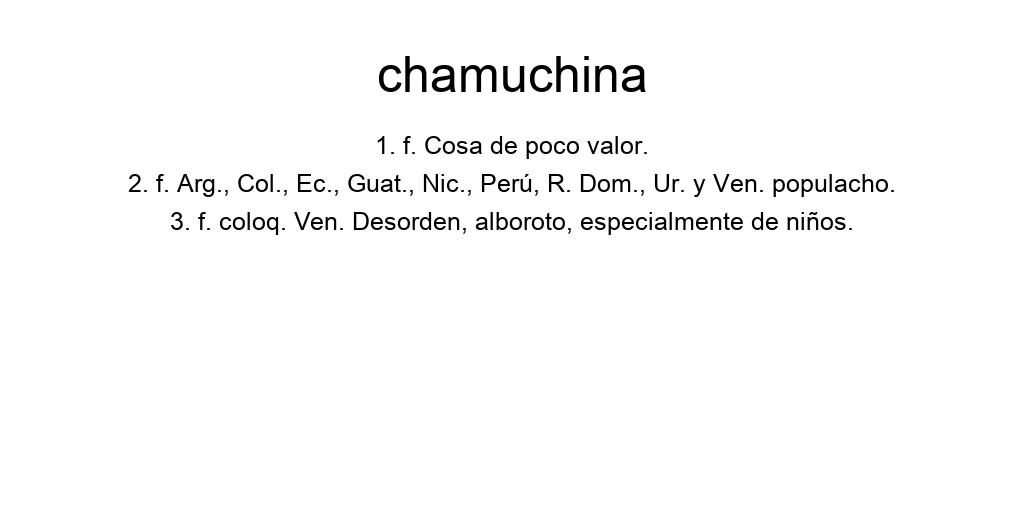 chamuchina
1. f. Cosa de poco valor.
2. f. Arg., Col., Ec., Guat., Nic., Perú, R. Dom., Ur. y Ven. populacho.
3. f. coloq. Ven. Desorden, alboroto, especialmente de niños.